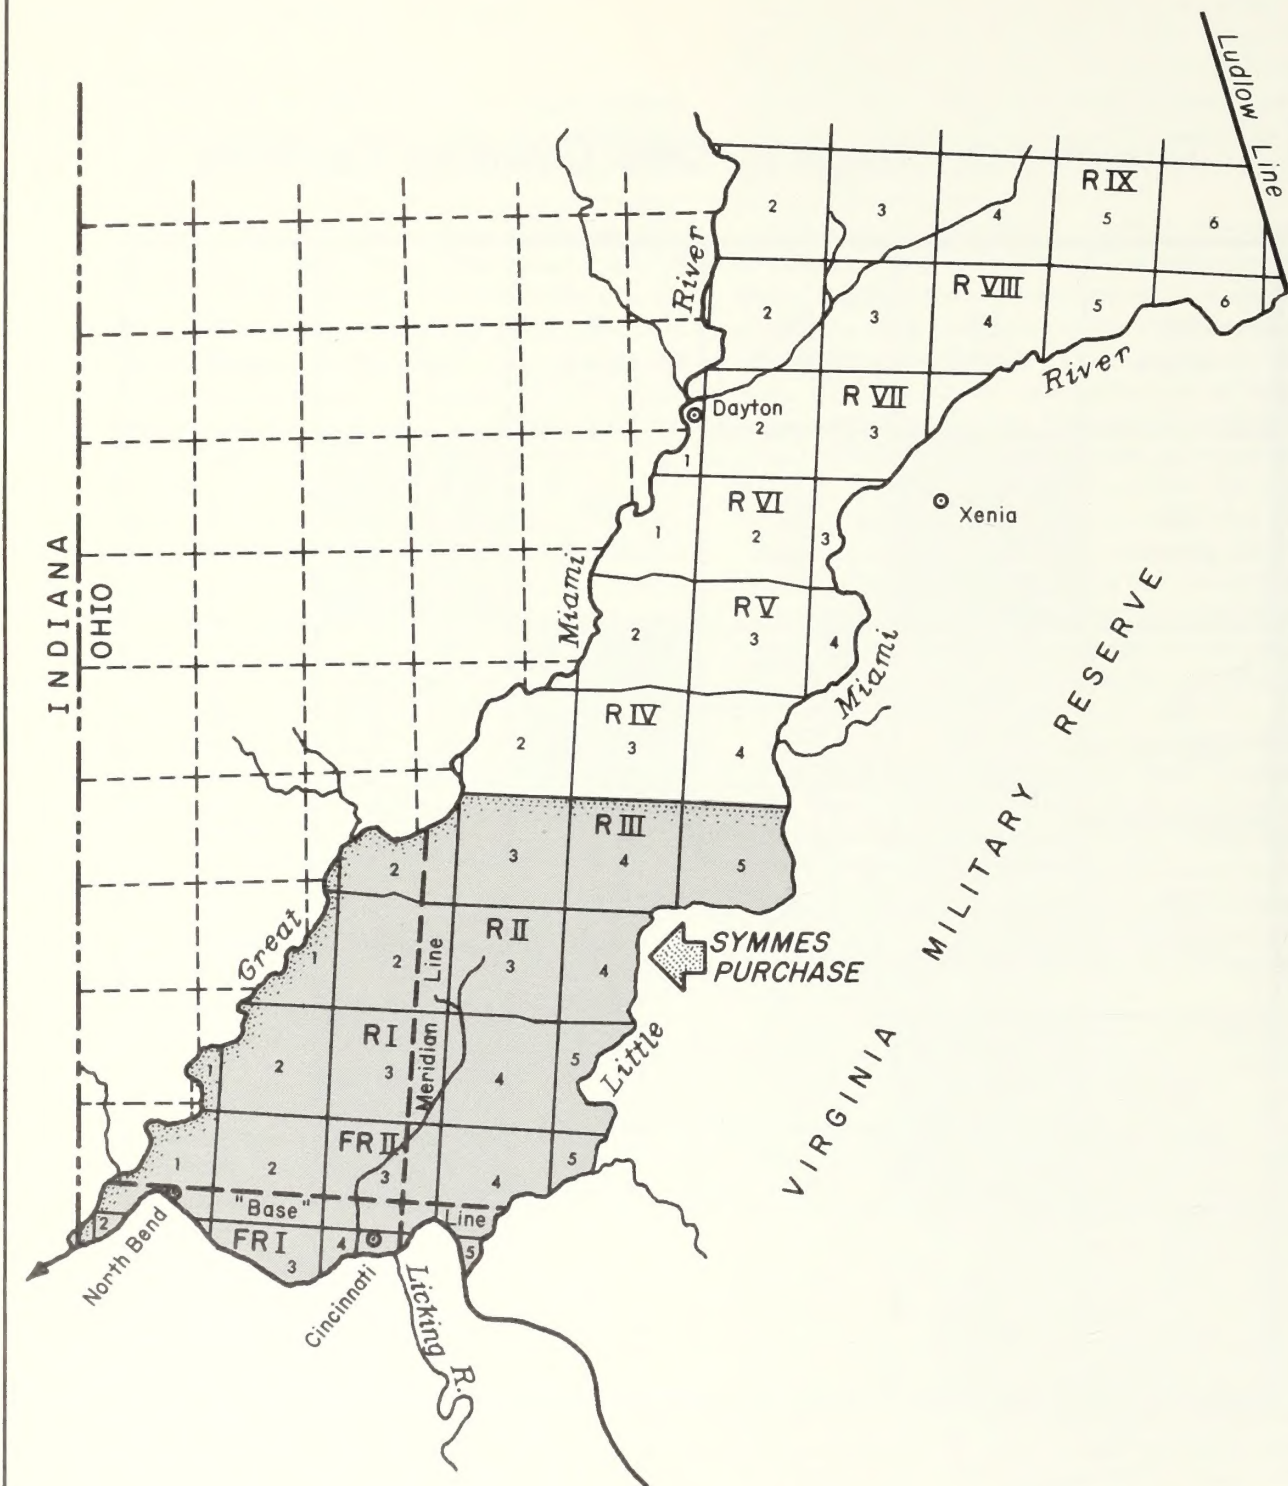 Ludlow Line
R IX
2 3 4 5 6
River
R VIII
2 3 4 5 6
River
Dayton
R VII
1 2 3
Xenia
R VI
1 2 3
INDIANA
OHIO
Miami
R V
2 3 4
Miami
R IV
2 3 4
VIRGINIA MILITARY RESERVE
R III
2 3 4 5
Great
R II
1 2 3 4
SYMMES
PURCHASE
Meridian Line
R I
1 2 3 4 5
Little
FR II
1 2 3 4 5
"Base" Line
FR I
2 3 4 5
North Bend
Cincinnati
Licking R.